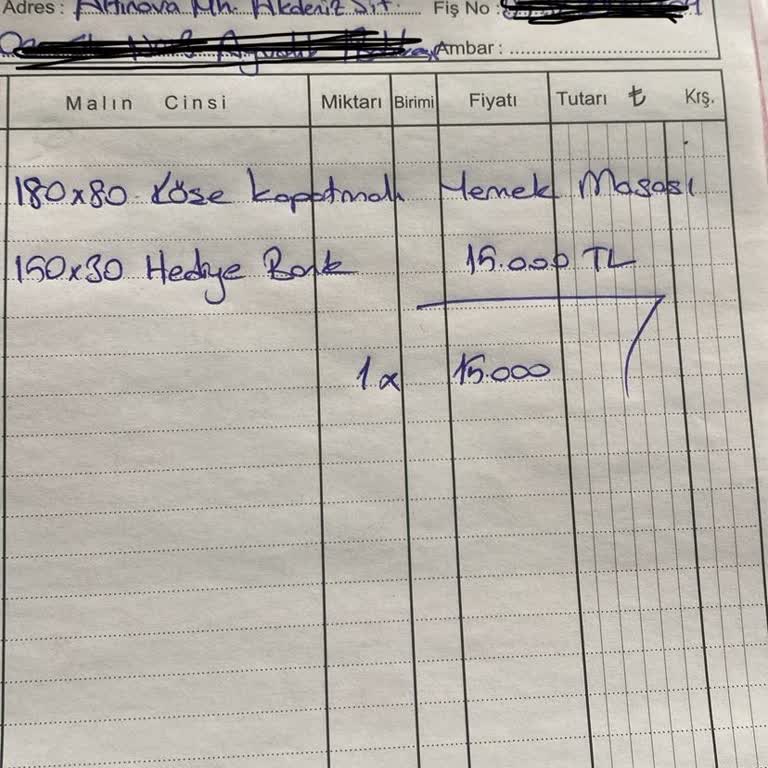 Adres : Altınova Mh. Akdeniz Sit. Fiş No :
Ambar :
Malın Cinsi Miktarı Birimi Fiyatı Tutarı ₺ Krş.
180x80 Köşe Kapatmalı Yemek Masası
150x30 Hediye Bank 15.000 TL
1 x 15.000